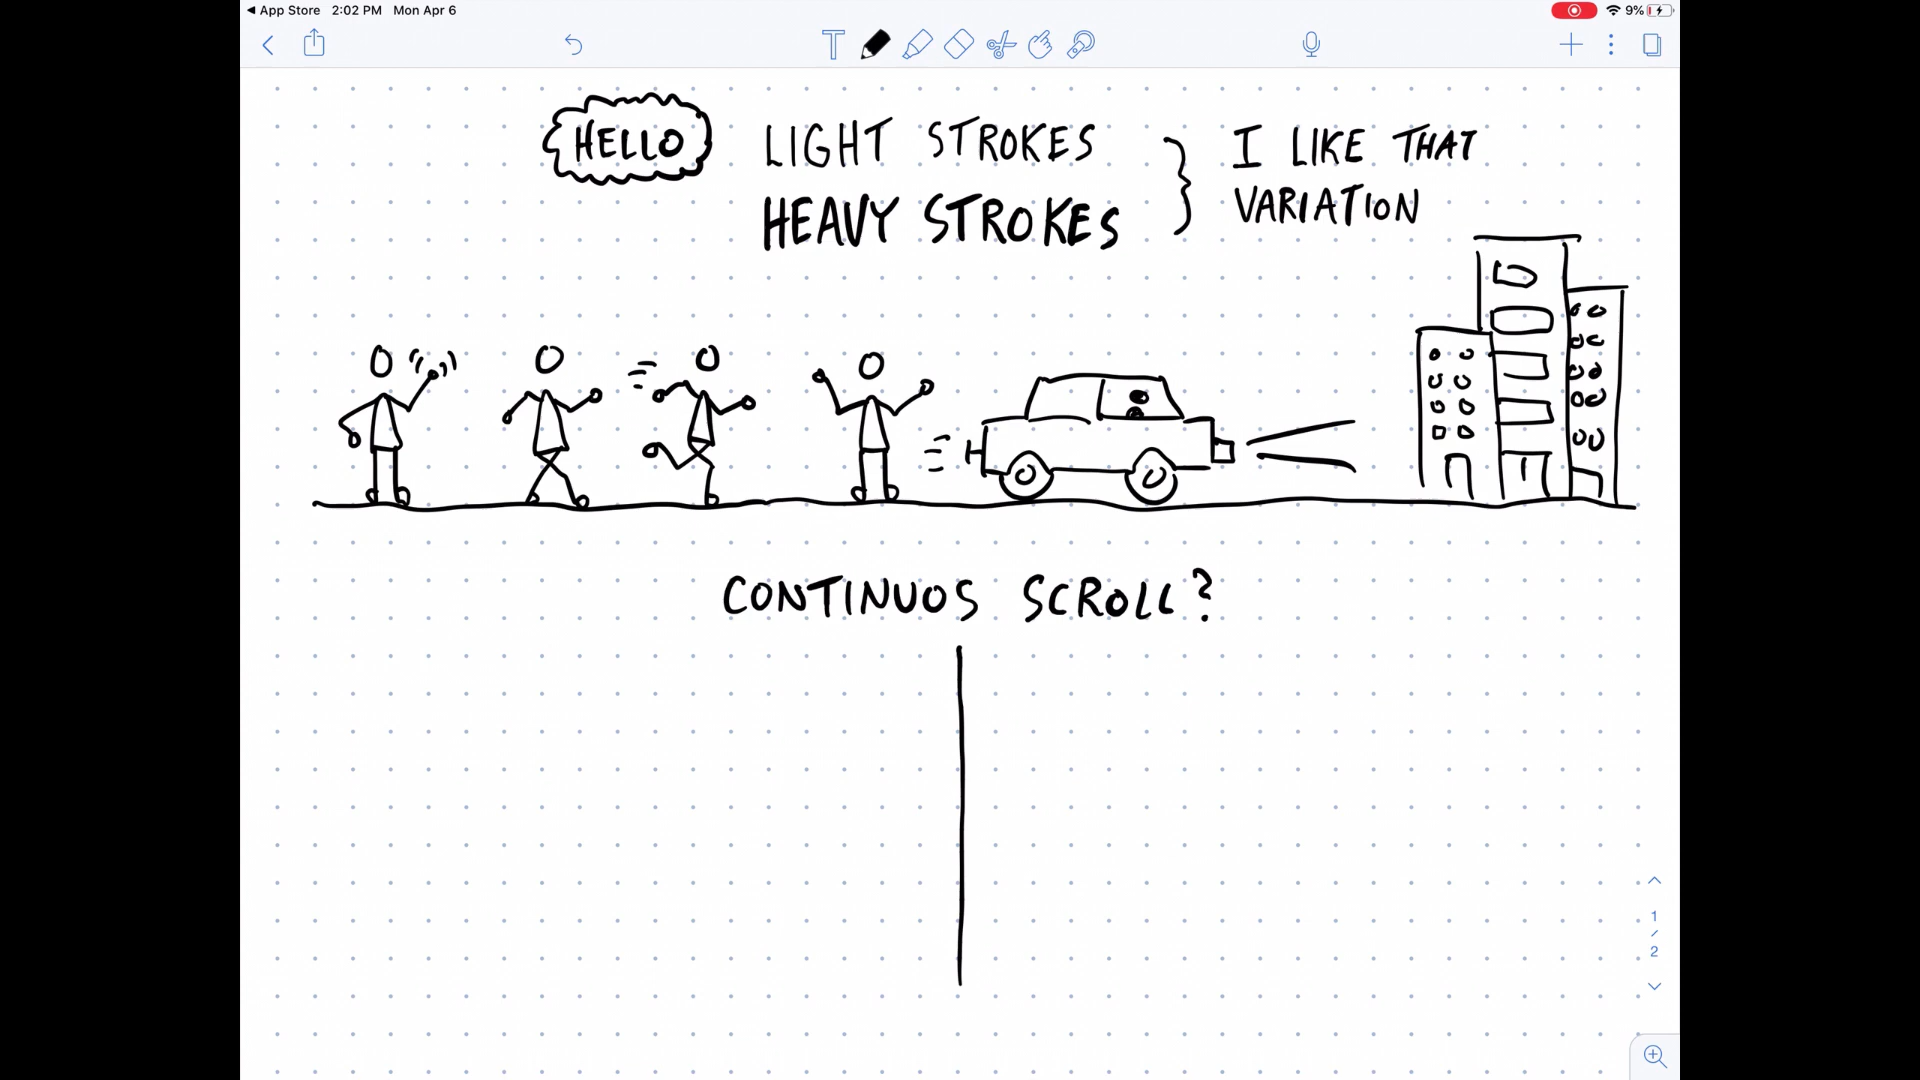 App Store 2:02 PM Mon Apr 6
9%
T
HELLO
LIGHT STROKES
HEAVY STROKES
I LIKE THAT
VARIATION
CONTINUOS SCROLL?
1
/
2